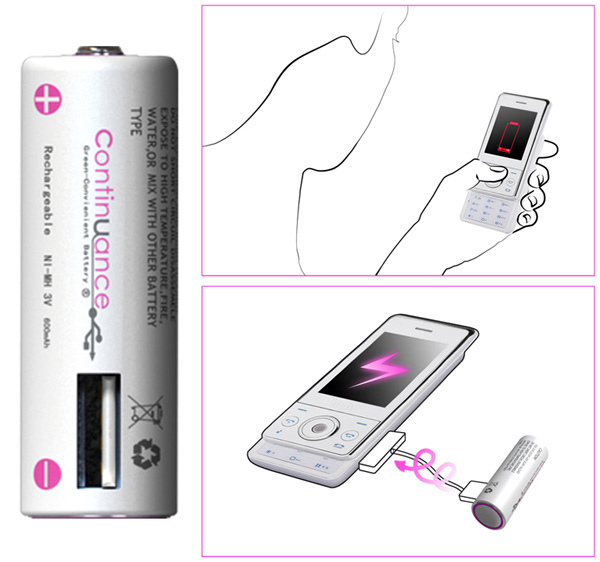 DO NOT SHORT CIRCUIT, DISASSEMBLE
EXPOSE TO HIGH TEMPERATURE,FIRE,
WATER,OR MIX WITH OTHER BATTERY
TYPE
Continuance
Green-Convienient Battery ®
Rechargeable NI-MH 3V 600mAh